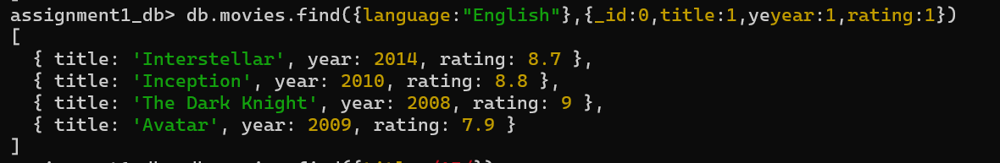 assignment1_db> db.movies.find({language:"English"},{_id:0,title:1,yeyear:1,rating:1})
[
  { title: 'Interstellar', year: 2014, rating: 8.7 },
  { title: 'Inception', year: 2010, rating: 8.8 },
  { title: 'The Dark Knight', year: 2008, rating: 9 },
  { title: 'Avatar', year: 2009, rating: 7.9 }
]